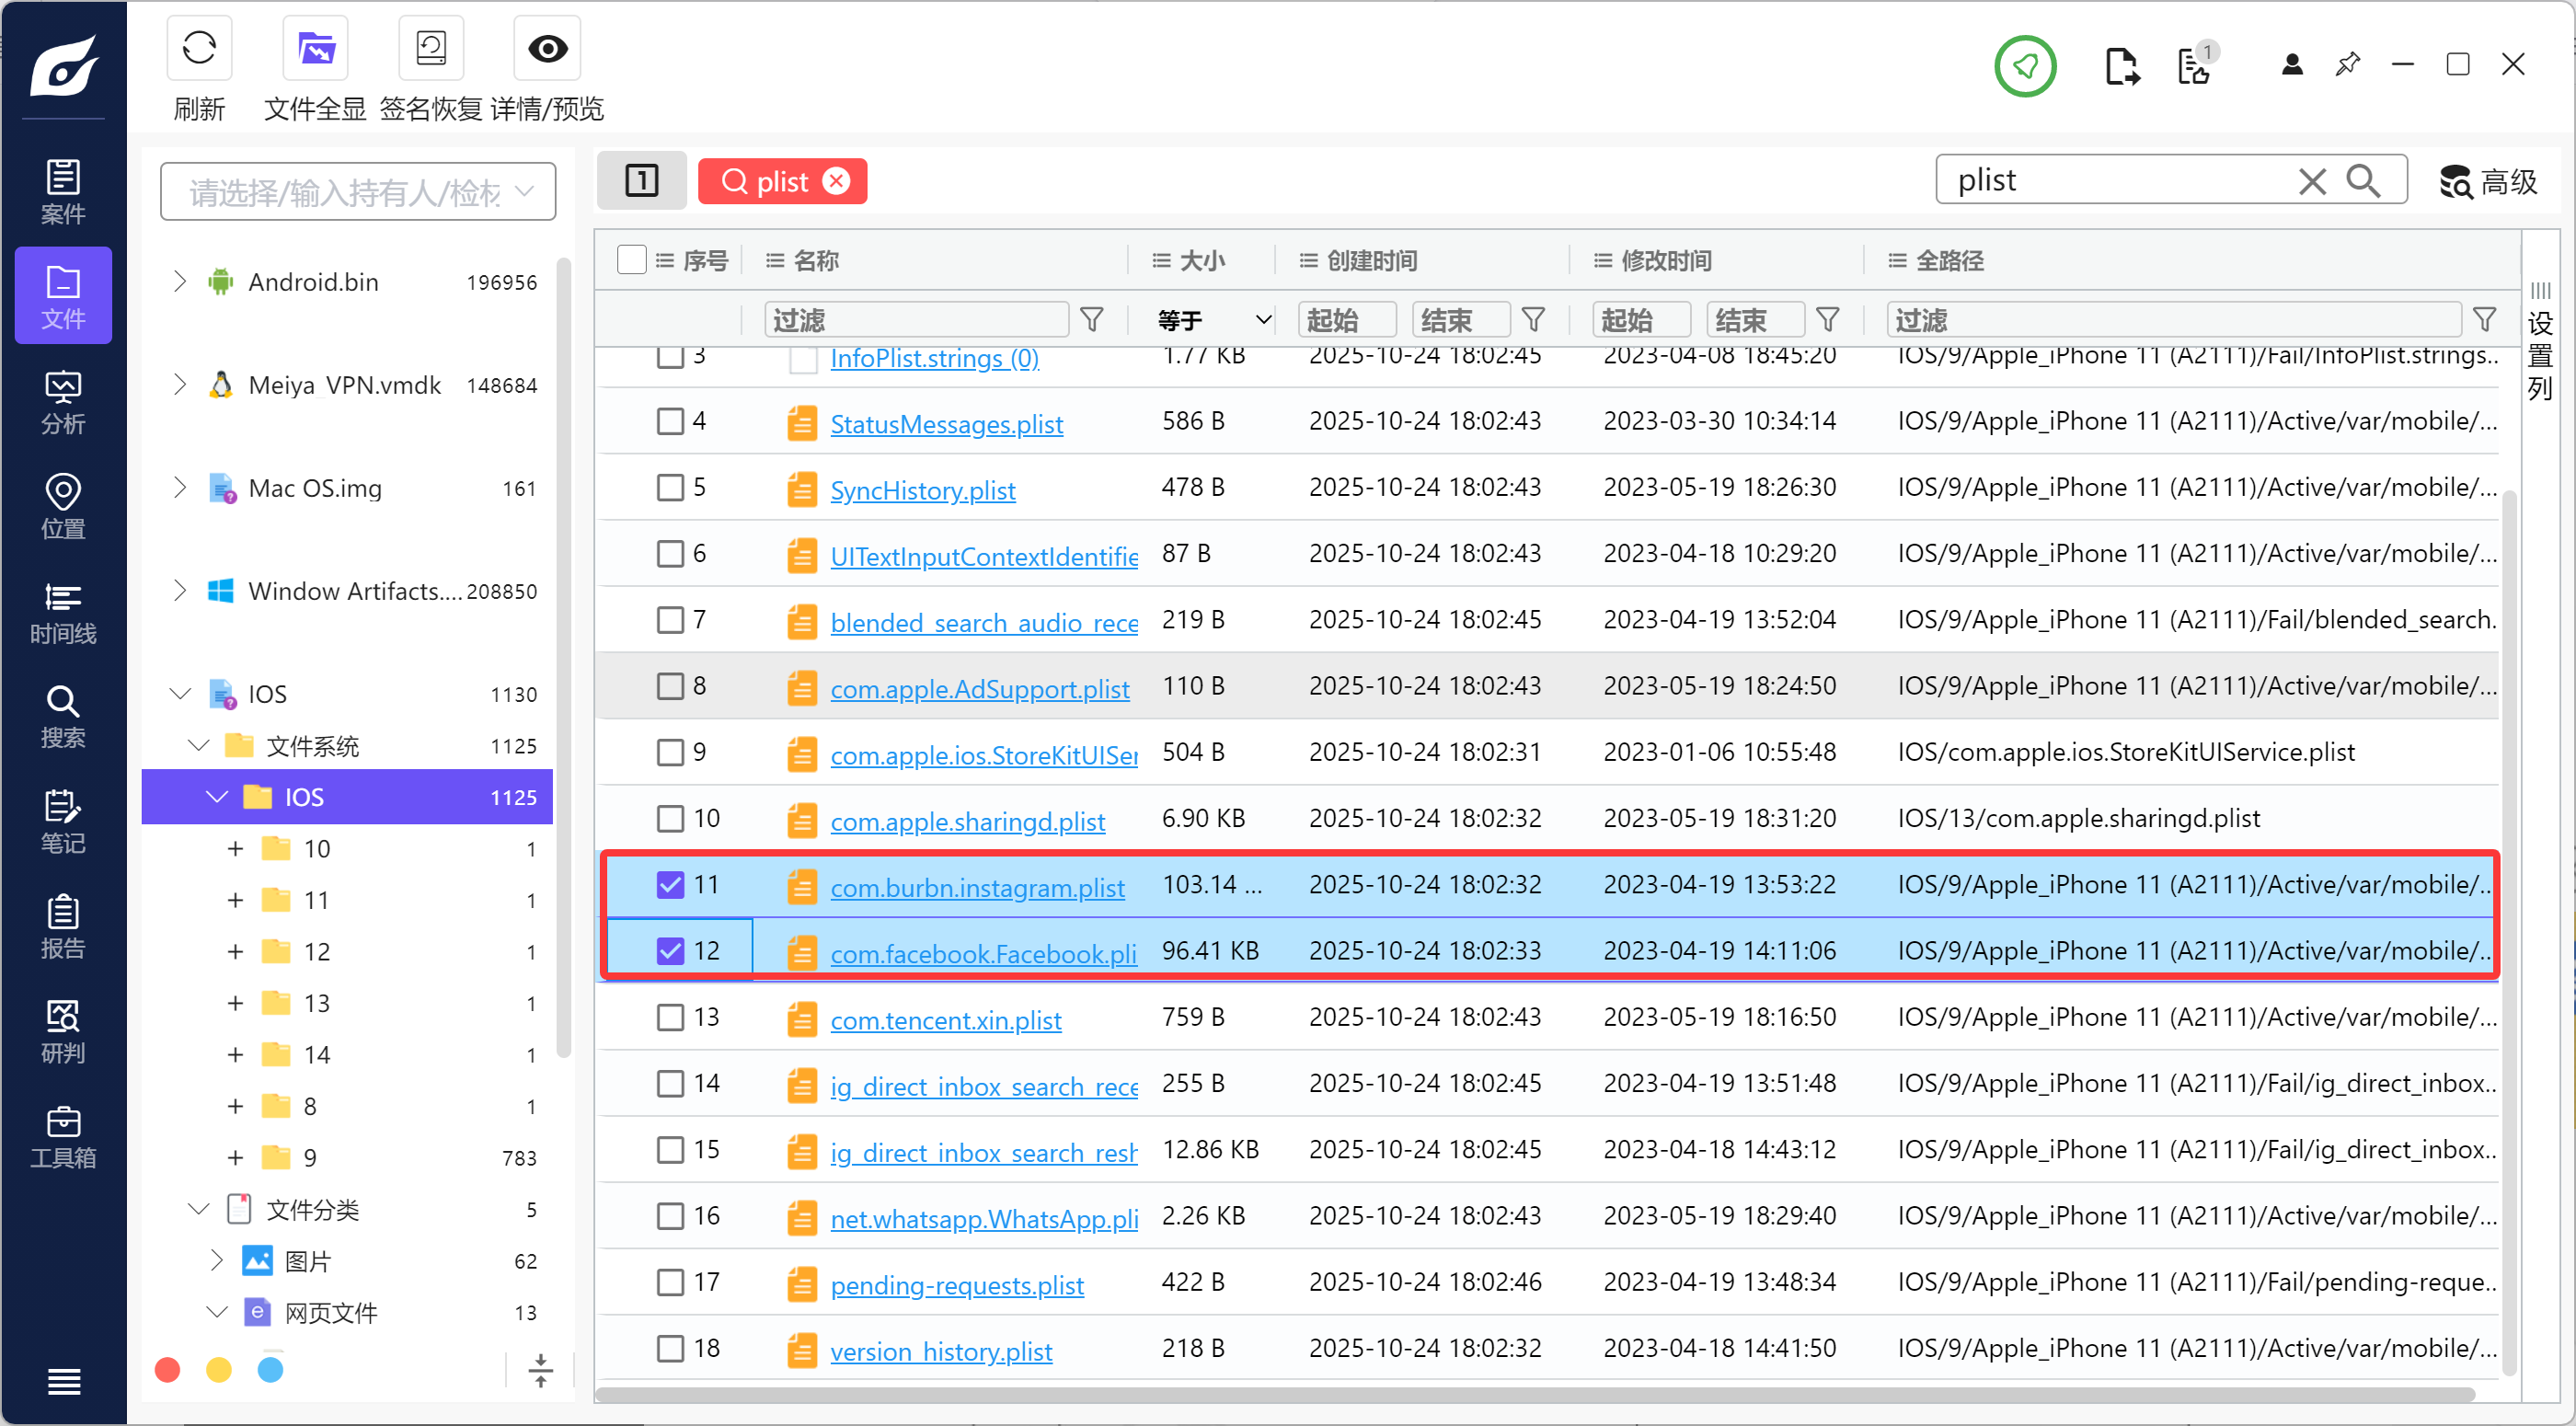 刷新
文件全显
签名恢复
详情/预览
1
案件
文件
分析
位置
时间线
搜索
笔记
报告
研判
工具箱
请选择/输入持有人/检材
Android.bin 196956
Meiya_VPN.vmdk 148684
Mac OS.img 161
Window Artifacts.... 208850
IOS 1130
文件系统 1125
IOS 1125
+ 10 1
+ 11 1
+ 12 1
+ 13 1
+ 14 1
+ 8 1
+ 9 783
文件分类 5
图片 62
网页文件 13
1 plist
plist 高级
序号 名称 大小 创建时间 修改时间 全路径
过滤 等于 起始 结束 起始 结束 过滤
设置列
3 InfoPlist.strings (0) 1.77 KB 2025-10-24 18:02:45 2023-04-08 18:45:20 IOS/9/Apple_iPhone 11 (A2111)/Fail/InfoPlist.strings..
4 StatusMessages.plist 586 B 2025-10-24 18:02:43 2023-03-30 10:34:14 IOS/9/Apple_iPhone 11 (A2111)/Active/var/mobile/...
5 SyncHistory.plist 478 B 2025-10-24 18:02:43 2023-05-19 18:26:30 IOS/9/Apple_iPhone 11 (A2111)/Active/var/mobile/...
6 UITextInputContextIdentifie 87 B 2025-10-24 18:02:43 2023-04-18 10:29:20 IOS/9/Apple_iPhone 11 (A2111)/Active/var/mobile/...
7 blended_search_audio_rece 219 B 2025-10-24 18:02:45 2023-04-19 13:52:04 IOS/9/Apple_iPhone 11 (A2111)/Fail/blended_search.
8 com.apple.AdSupport.plist 110 B 2025-10-24 18:02:43 2023-05-19 18:24:50 IOS/9/Apple_iPhone 11 (A2111)/Active/var/mobile/...
9 com.apple.ios.StoreKitUISer 504 B 2025-10-24 18:02:31 2023-01-06 10:55:48 IOS/com.apple.ios.StoreKitUIService.plist
10 com.apple.sharingd.plist 6.90 KB 2025-10-24 18:02:32 2023-05-19 18:31:20 IOS/13/com.apple.sharingd.plist
11 com.burbn.instagram.plist 103.14 ... 2025-10-24 18:02:32 2023-04-19 13:53:22 IOS/9/Apple_iPhone 11 (A2111)/Active/var/mobile/...
12 com.facebook.Facebook.pli 96.41 KB 2025-10-24 18:02:33 2023-04-19 14:11:06 IOS/9/Apple_iPhone 11 (A2111)/Active/var/mobile/...
13 com.tencent.xin.plist 759 B 2025-10-24 18:02:43 2023-05-19 18:16:50 IOS/9/Apple_iPhone 11 (A2111)/Active/var/mobile/...
14 ig_direct_inbox_search_rece 255 B 2025-10-24 18:02:45 2023-04-19 13:51:48 IOS/9/Apple_iPhone 11 (A2111)/Fail/ig_direct_inbox..
15 ig_direct_inbox_search_resh 12.86 KB 2025-10-24 18:02:45 2023-04-18 14:43:12 IOS/9/Apple_iPhone 11 (A2111)/Fail/ig_direct_inbox..
16 net.whatsapp.WhatsApp.pli 2.26 KB 2025-10-24 18:02:43 2023-05-19 18:29:40 IOS/9/Apple_iPhone 11 (A2111)/Active/var/mobile/...
17 pending-requests.plist 422 B 2025-10-24 18:02:46 2023-04-19 13:48:34 IOS/9/Apple_iPhone 11 (A2111)/Fail/pending-reque..
18 version_history.plist 218 B 2025-10-24 18:02:32 2023-04-18 14:41:50 IOS/9/Apple_iPhone 11 (A2111)/Active/var/mobile/...